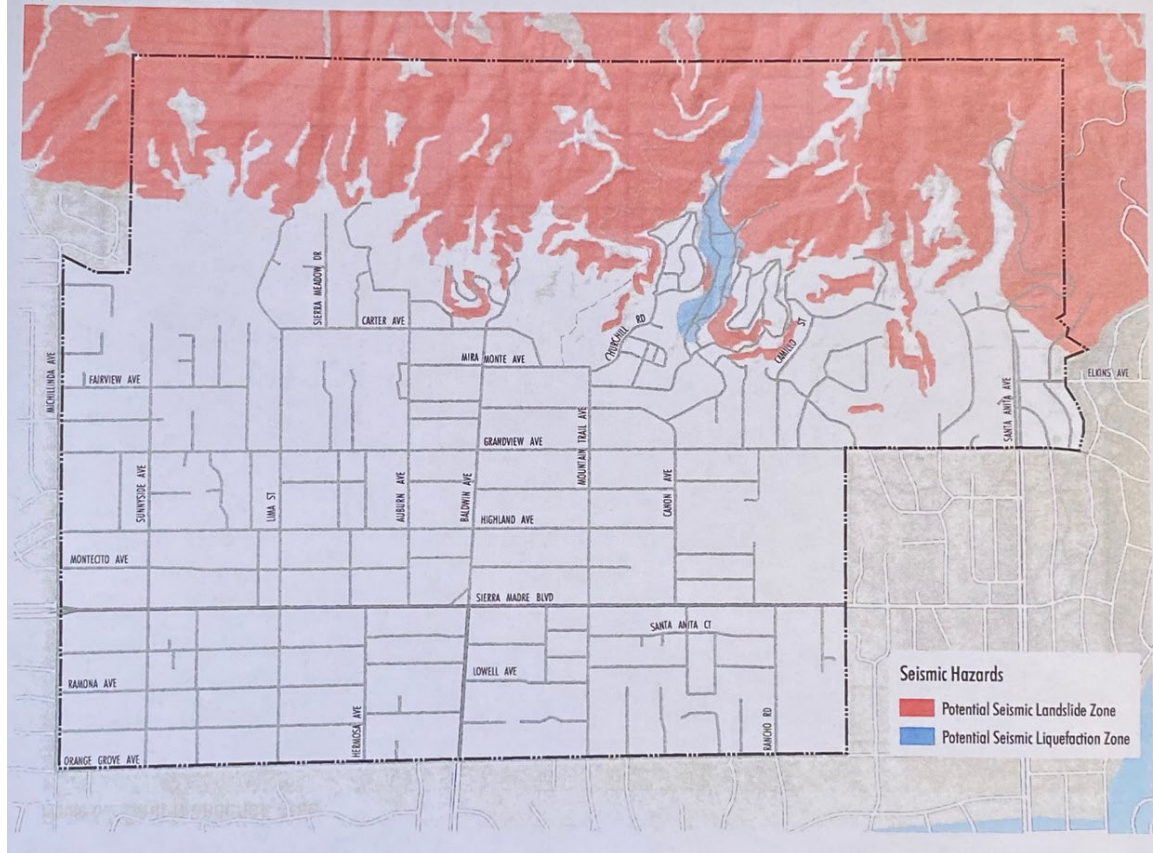 SIERRA MEADOW DR
CARTER AVE
CHURCHILL RD
MIRA MONTE AVE
CAMILLO ST
MICHILLINDA AVE
FAIRVIEW AVE
ELKINS AVE
MOUNTAIN TRAIL AVE
SANTA ANITA AVE
GRANDVIEW AVE
SUNNYSIDE AVE
LIMA ST
AUBURN AVE
BALDWIN AVE
CANON AVE
HIGHLAND AVE
MONTECITO AVE
SIERRA MADRE BLVD
SANTA ANITA CT
LOWELL AVE
RAMONA AVE
HERMOSA AVE
RANCHO RD
ORANGE GROVE AVE
Seismic Hazards
Potential Seismic Landslide Zone
Potential Seismic Liquefaction Zone